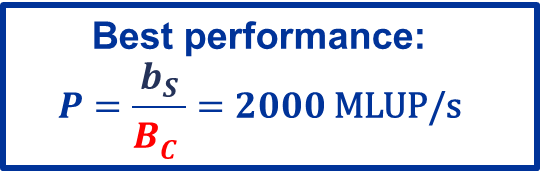 Best performance:
P = b_S / B_C = 2000 MLUP/s